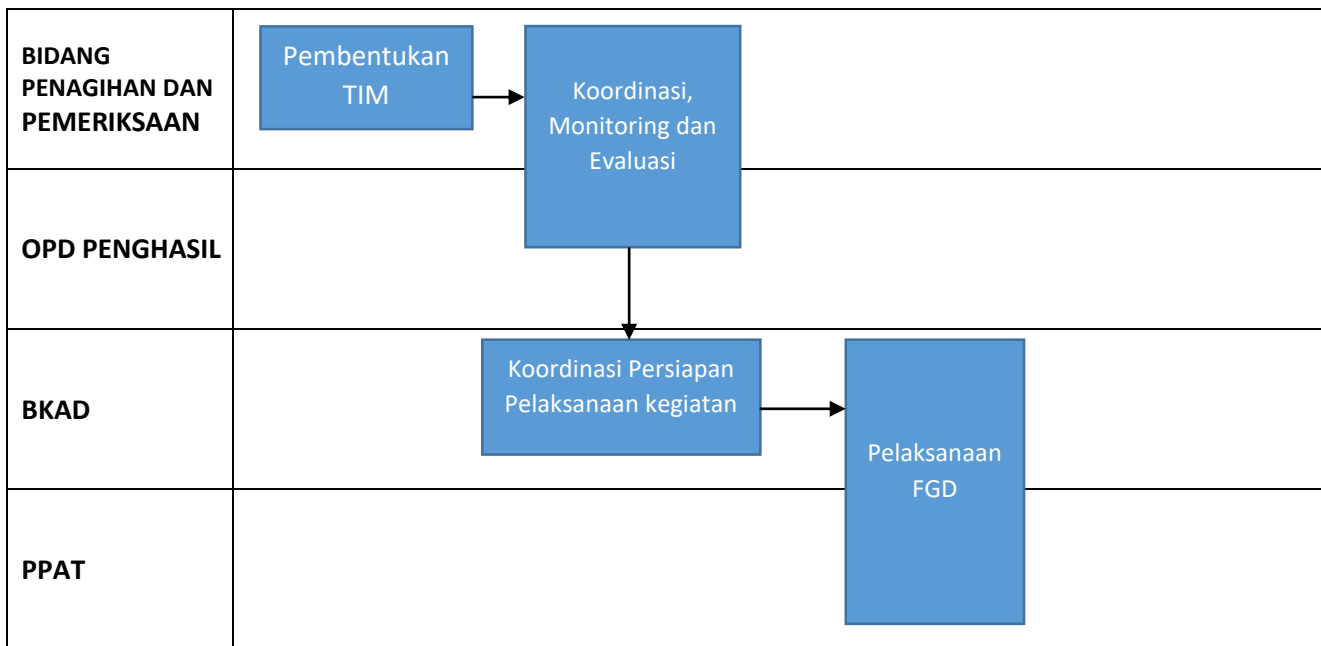 BIDANG
PENAGIHAN DAN
PEMERIKSAAN
Pembentukan
TIM
Koordinasi,
Monitoring dan
Evaluasi
OPD PENGHASIL
BKAD
Koordinasi Persiapan
Pelaksanaan kegiatan
Pelaksanaan
FGD
PPAT